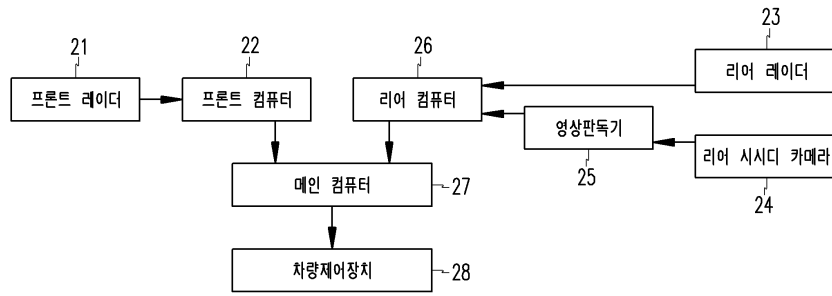 21
22
26
23
프론트 레이더
프론트 컴퓨터
리어 컴퓨터
리어 레이더
영상판독기
25
리어 시시디 카메라
24
메인 컴퓨터
27
차량제어장치
28